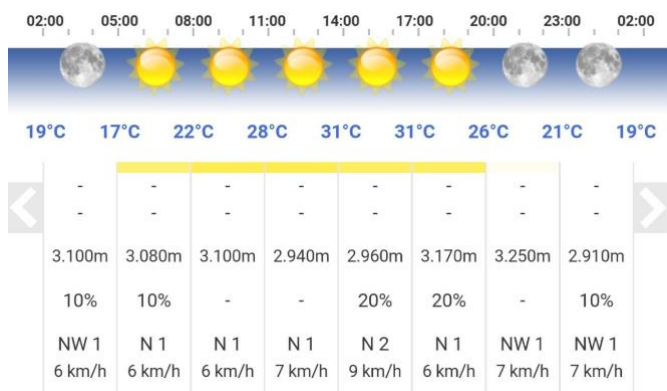 02:00 05:00 08:00 11:00 14:00 17:00 20:00 23:00 02:00
19°C 17°C 22°C 28°C 31°C 31°C 26°C 21°C 19°C
- - - - - - - -
- - - - - - - -
3.100m 3.080m 3.100m 2.940m 2.960m 3.170m 3.250m 2.910m
10% 10% - - 20% 20% - 10%
NW 1 N 1 N 1 N 1 N 2 N 1 NW 1 NW 1
6 km/h 6 km/h 6 km/h 7 km/h 9 km/h 6 km/h 7 km/h 7 km/h